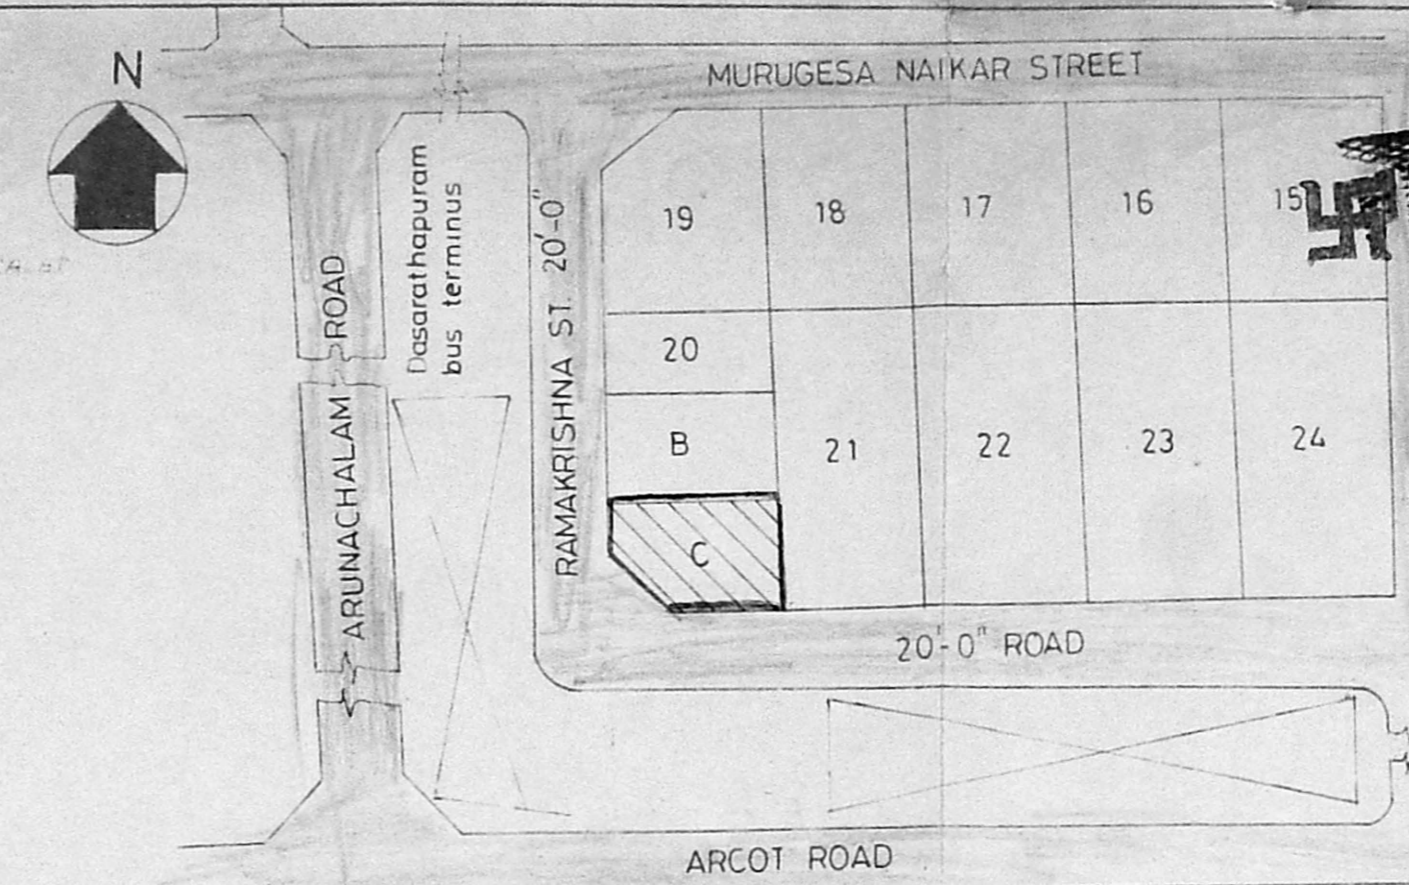 N
MURUGESA NAIKAR STREET
ARUNACHALAM ROAD
Dasarathapuram
bus terminus
RAMAKRISHNA ST. 20'-0"
19
18
17
16
15
20
B
21
22
23
24
C
20'-0" ROAD
ARCOT ROAD